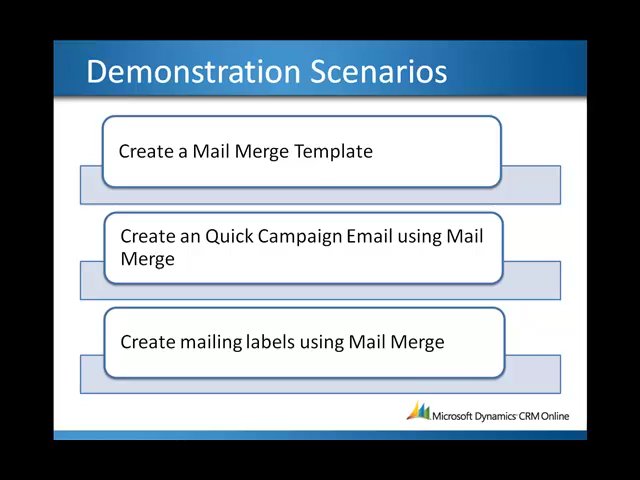 Demonstration Scenarios
Create a Mail Merge Template
Create an Quick Campaign Email using Mail
Merge
Create mailing labels using Mail Merge
Microsoft Dynamics CRM Online